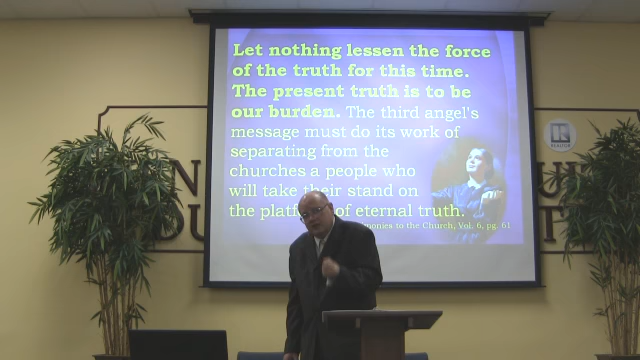 Let nothing lessen the force
of the truth for this time.
The present truth is to be
our burden. The third angel's
message must do its work of
separating from the
churches a people who
will take their stand on
the of eternal truth.
to the Church, Vol. 6, pg. 61
REALTOR